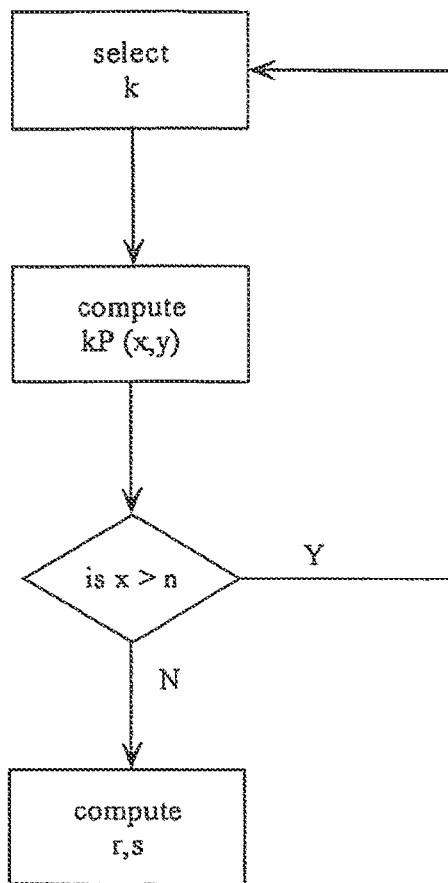 select
k
compute
kP (x,y)
is x > n
Y
N
compute
r,s